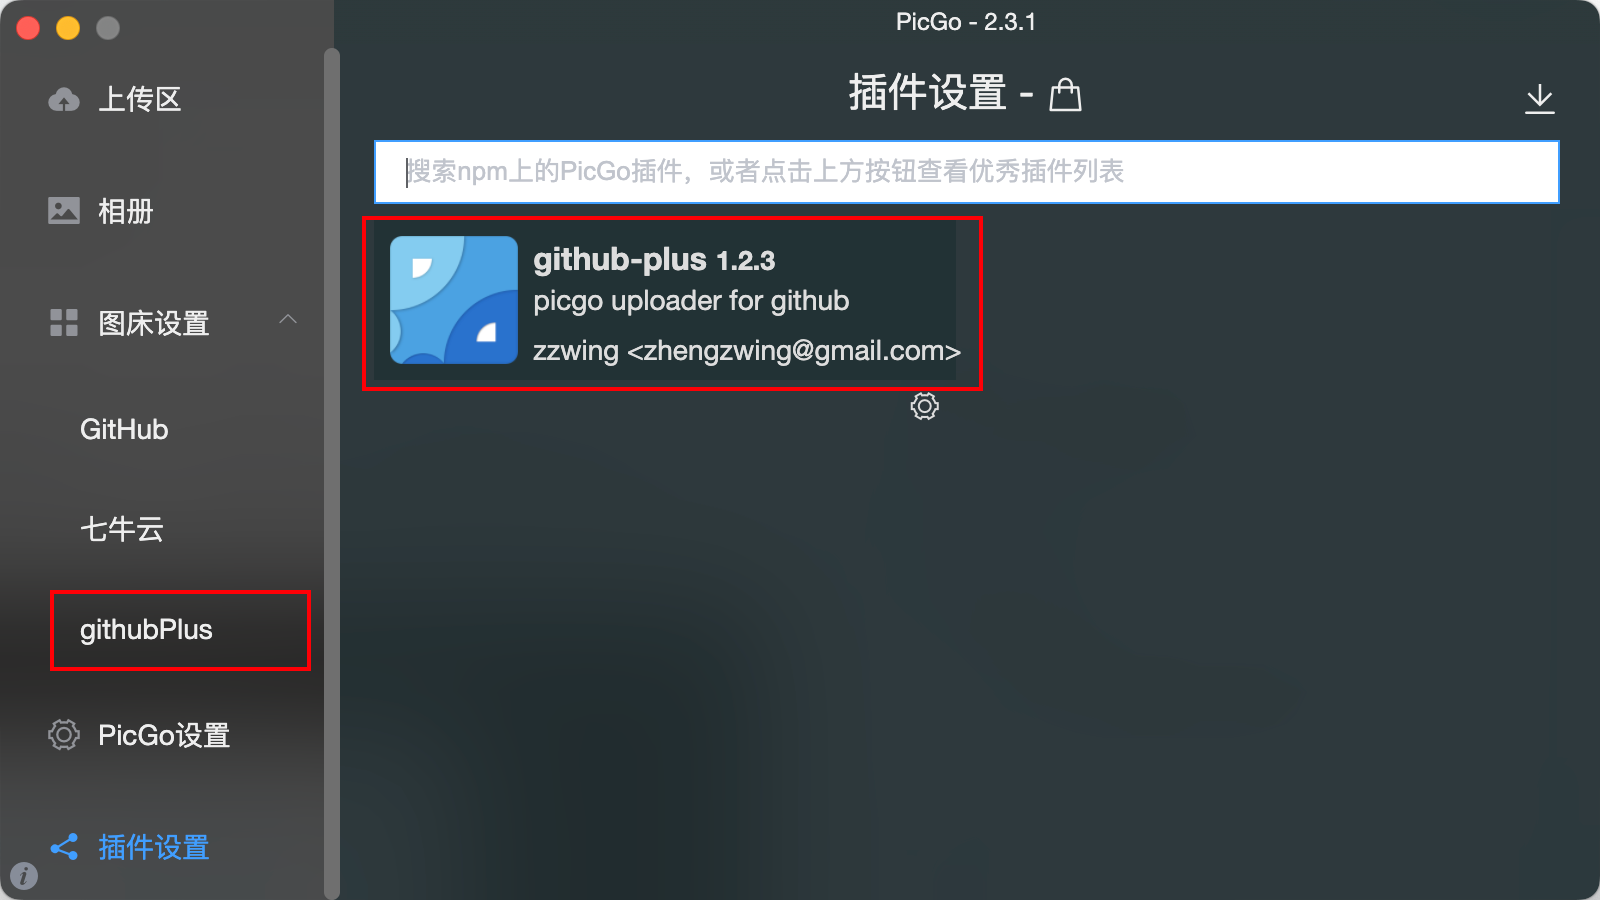 PicGo - 2.3.1
上传区
相册
图床设置
GitHub
七牛云
githubPlus
PicGo设置
插件设置
插件设置 -
搜索npm上的PicGo插件，或者点击上方按钮查看优秀插件列表
github-plus 1.2.3
picgo uploader for github
zzwing <zhengzwing@gmail.com>